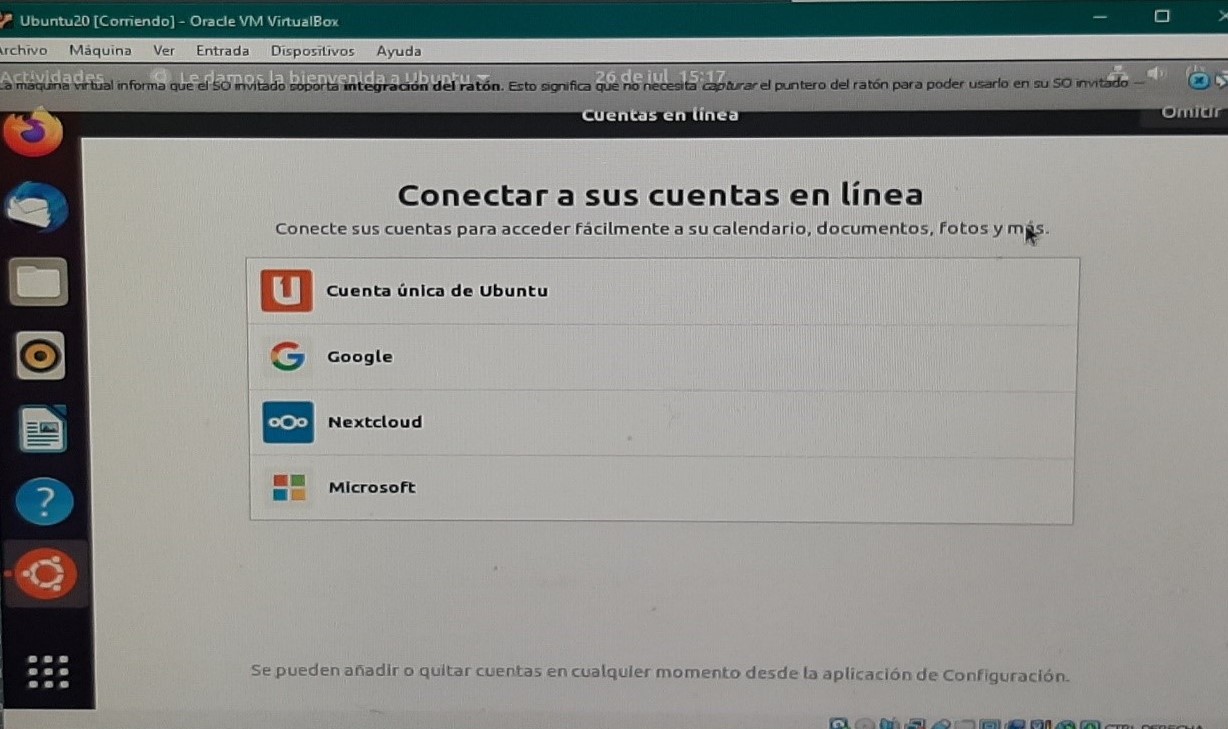 Ubuntu20 [Corriendo] - Oracle VM VirtualBox
Archivo Máquina Ver Entrada Dispositivos Ayuda
Actividades Le damos la bienvenida a Ubuntu 26 de jul 15:17
La máquina virtual informa que el SO invitado soporta integración del ratón. Esto significa que no necesita capturar el puntero del ratón para poder usarlo en su SO invitado —
Cuentas en línea Omitir
Conectar a sus cuentas en línea
Conecte sus cuentas para acceder fácilmente a su calendario, documentos, fotos y más.
Cuenta única de Ubuntu
Google
Nextcloud
Microsoft
Se pueden añadir o quitar cuentas en cualquier momento desde la aplicación de Configuración.
CTRL DERECHA